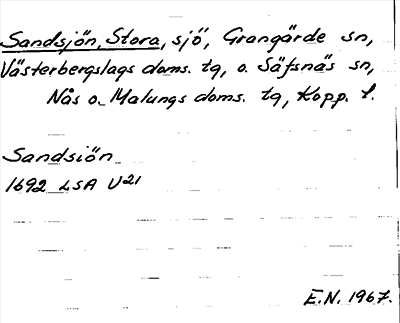 Sandsjön, Stora, sjö, Grangärde sn,
Västerbergslags doms. tg, o. Säfsnäs sn,
Nås o. Malungs doms. tg, Kopp. l.
Sandsiön
1692 LSA U21
E.N. 1967.